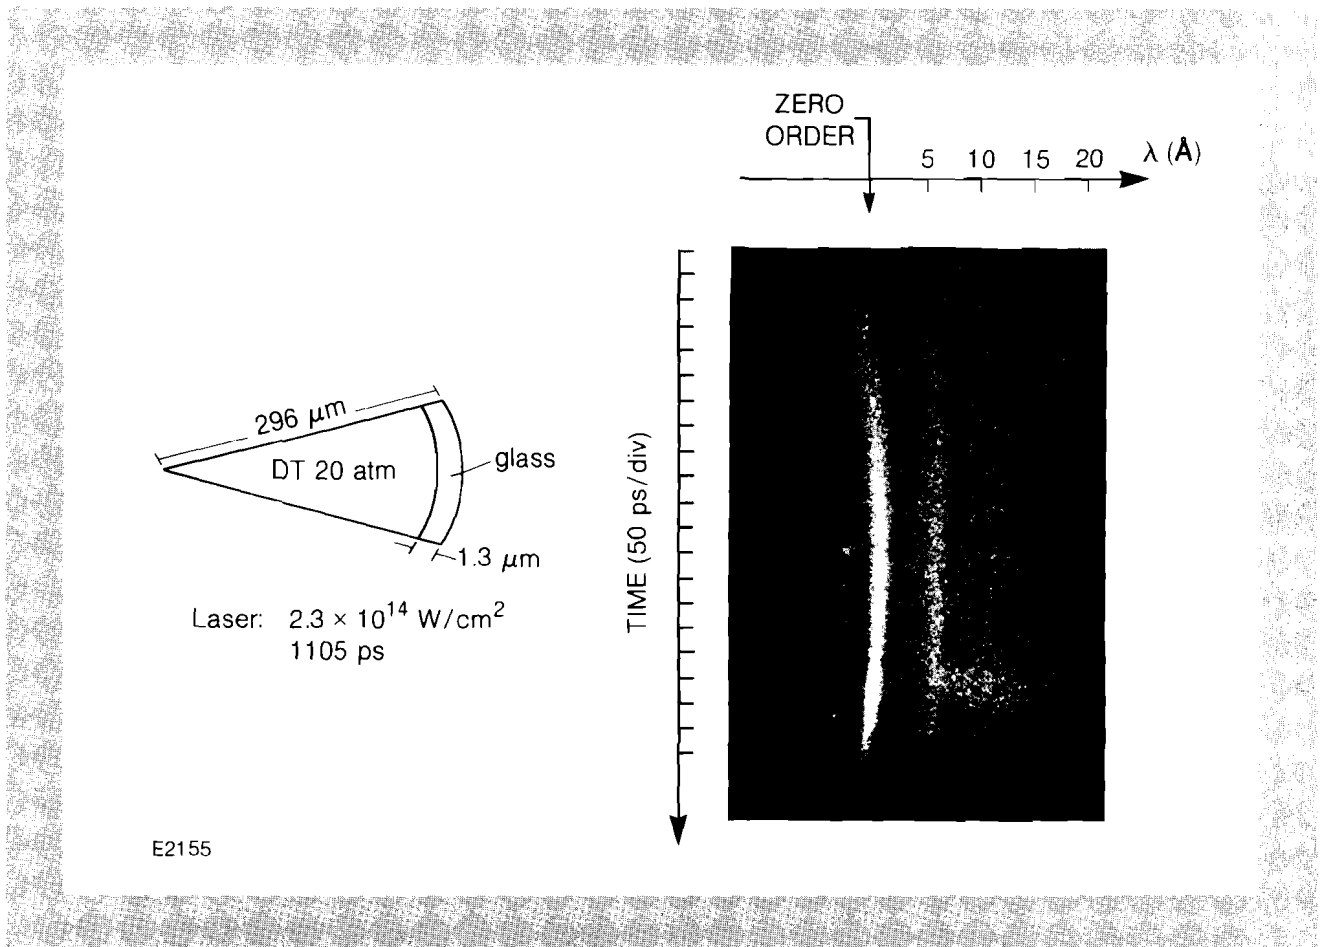 ZERO
ORDER
5 10 15 20 λ (Å)
296 μm
DT 20 atm
glass
1.3 μm
Laser: 2.3 × 10¹⁴ W/cm²
1105 ps
TIME (50 ps/div)
E2155